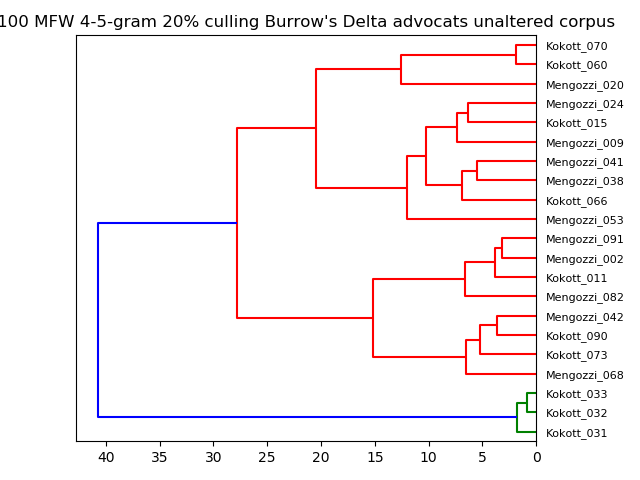 100 MFW 4-5-gram 20% culling Burrow's Delta advocats unaltered corpus
Kokott_070
Kokott_060
Mengozzi_020
Mengozzi_024
Kokott_015
Mengozzi_009
Mengozzi_041
Mengozzi_038
Kokott_066
Mengozzi_053
Mengozzi_091
Mengozzi_002
Kokott_011
Mengozzi_082
Mengozzi_042
Kokott_090
Kokott_073
Mengozzi_068
Kokott_033
Kokott_032
Kokott_031
40 35 30 25 20 15 10 5 0